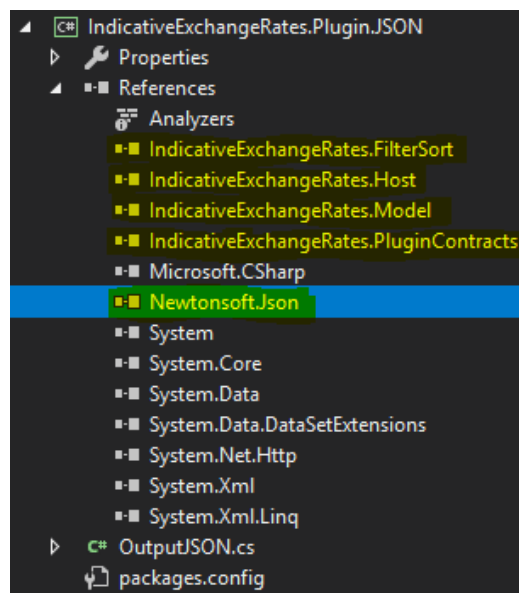 C# IndicativeExchangeRates.Plugin.JSON
Properties
References
Analyzers
IndicativeExchangeRates.FilterSort
IndicativeExchangeRates.Host
IndicativeExchangeRates.Model
IndicativeExchangeRates.PluginContracts
Microsoft.CSharp
Newtonsoft.Json
System
System.Core
System.Data
System.Data.DataSetExtensions
System.Net.Http
System.Xml
System.Xml.Linq
C# OutputJSON.cs
packages.config